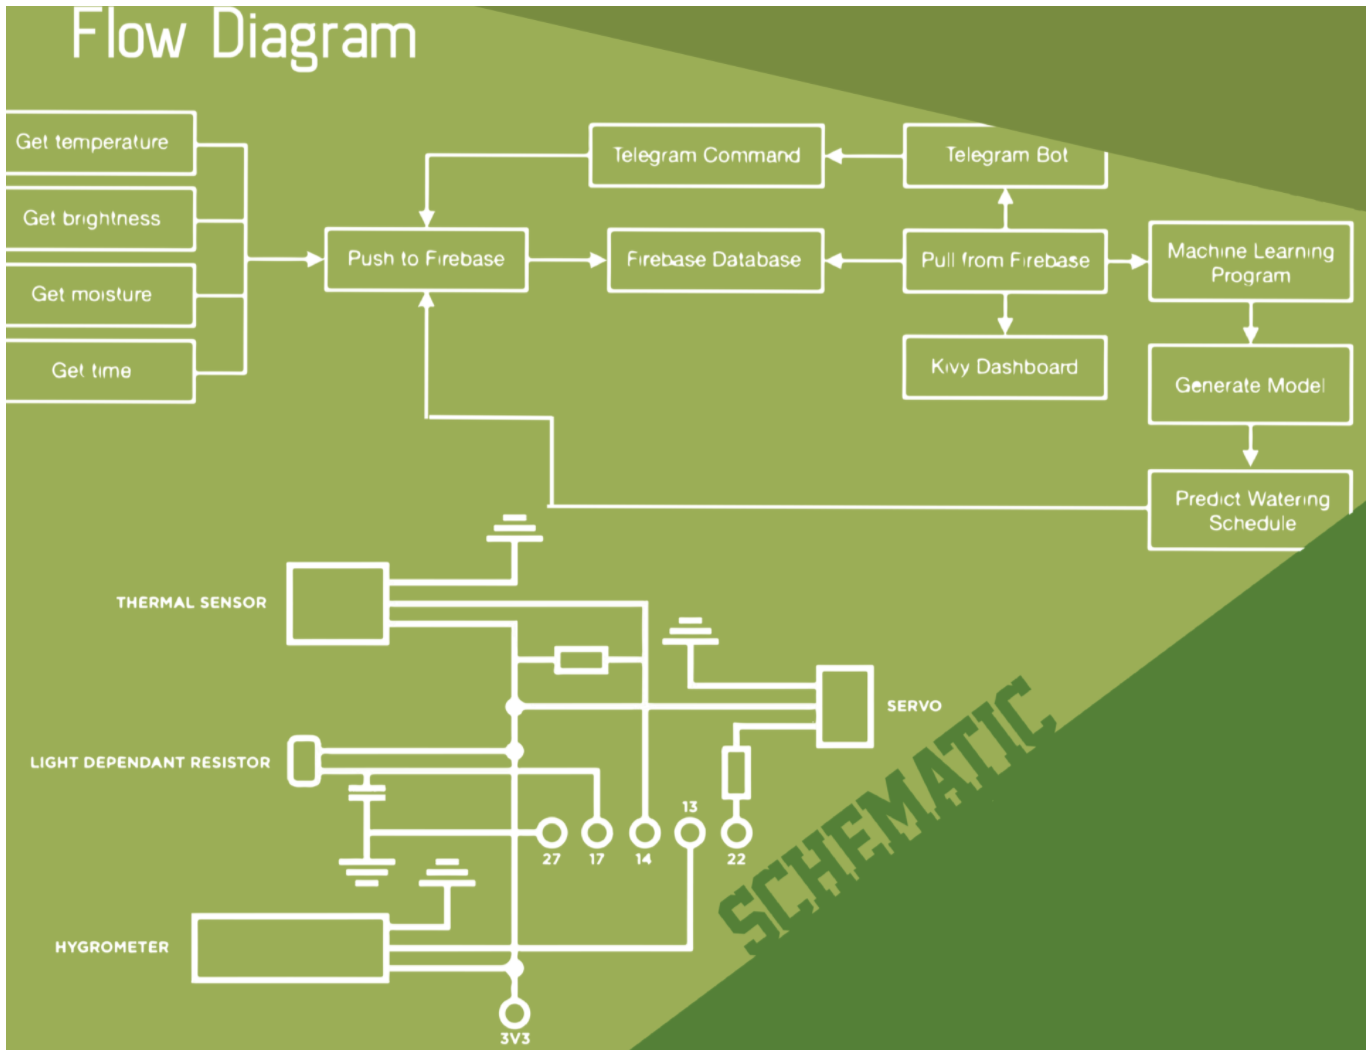 Flow Diagram
Get temperature
Get brightness
Get moisture
Get time
Push to Firebase
Telegram Command
Firebase Database
Telegram Bot
Pull from Firebase
Kivy Dashboard
Machine Learning
Program
Generate Model
Predict Watering
Schedule
THERMAL SENSOR
SERVO
LIGHT DEPENDANT RESISTOR
13
27
17
14
22
HYGROMETER
3V3
SCHEMATIC